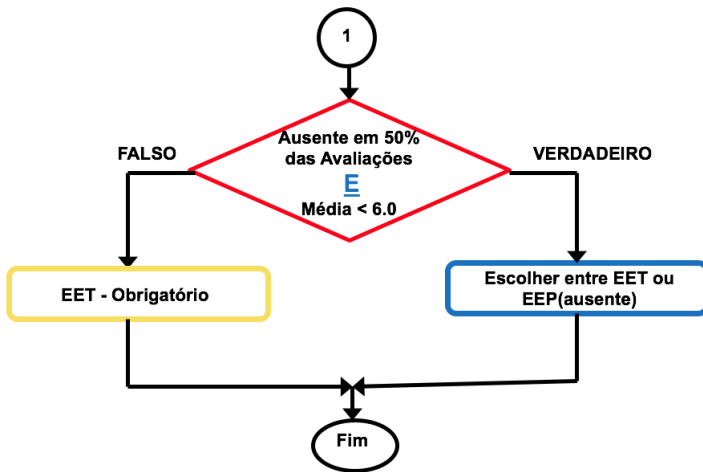 1
Ausente em 50%
das Avaliações
E
Média < 6.0
FALSO
VERDADEIRO
EET - Obrigatório
Escolher entre EET ou
EEP(ausente)
Fim